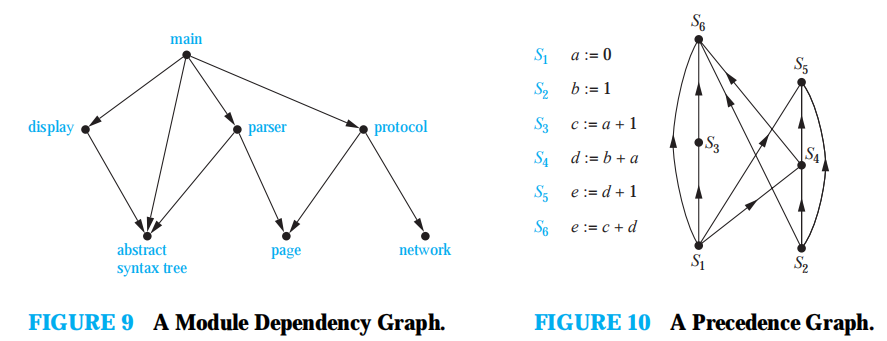 main
display
parser
protocol
abstract
syntax tree
page
network
FIGURE 9 A Module Dependency Graph.
S₁ a := 0
S₂ b := 1
S₃ c := a + 1
S₄ d := b + a
S₅ e := d + 1
S₆ e := c + d
S₆
S₅
S₃
S₄
S₁
S₂
FIGURE 10 A Precedence Graph.